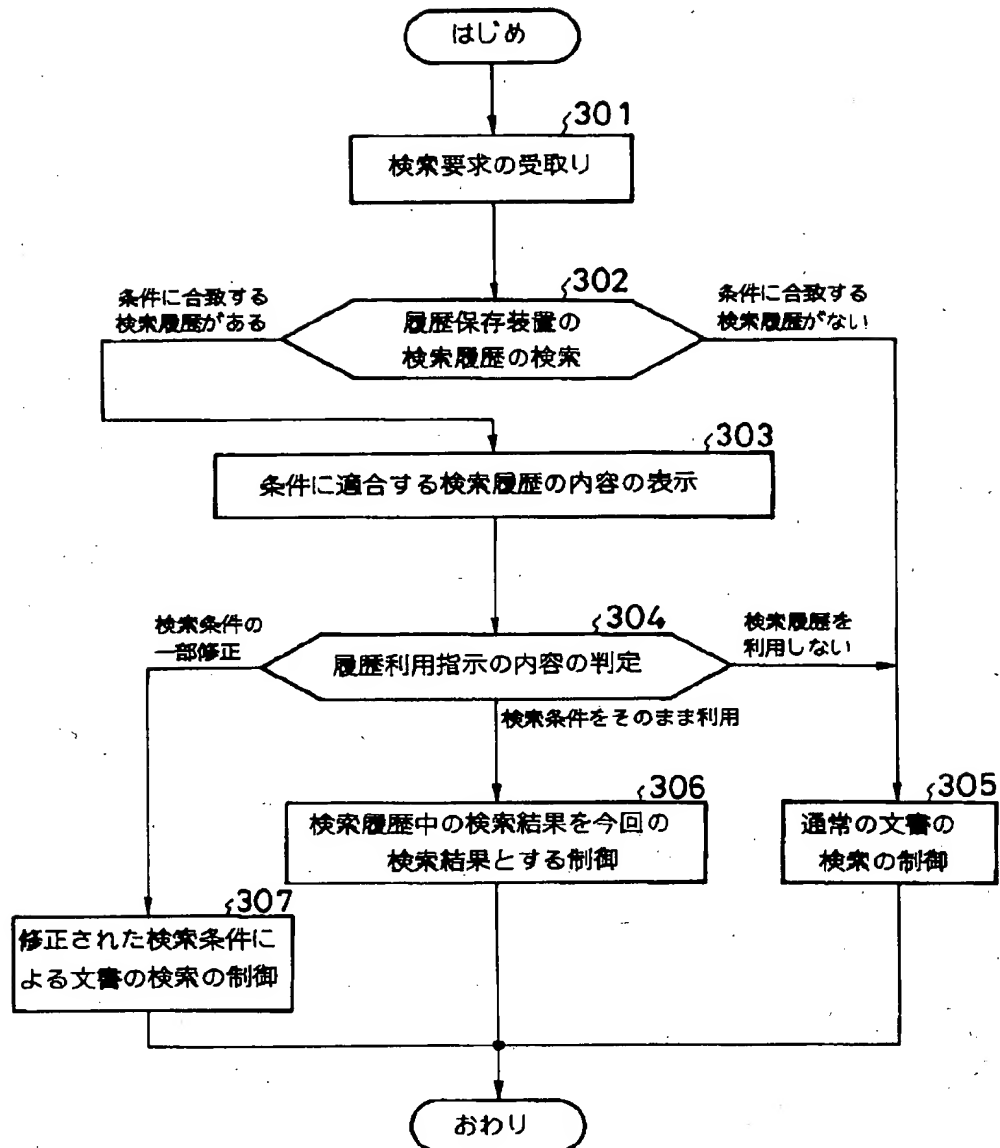 はじめ
301
検索要求の受取り
302
条件に合致する
検索履歴がある
履歴保存装置の
検索履歴の検索
条件に合致する
検索履歴がない
303
条件に適合する検索履歴の内容の表示
304
検索条件の
一部修正
履歴利用指示の内容の判定
検索履歴を
利用しない
検索条件をそのまま利用
306
検索履歴中の検索結果を今回の
検索結果とする制御
305
通常の文書の
検索の制御
307
修正された検索条件に
よる文書の検索の制御
おわり